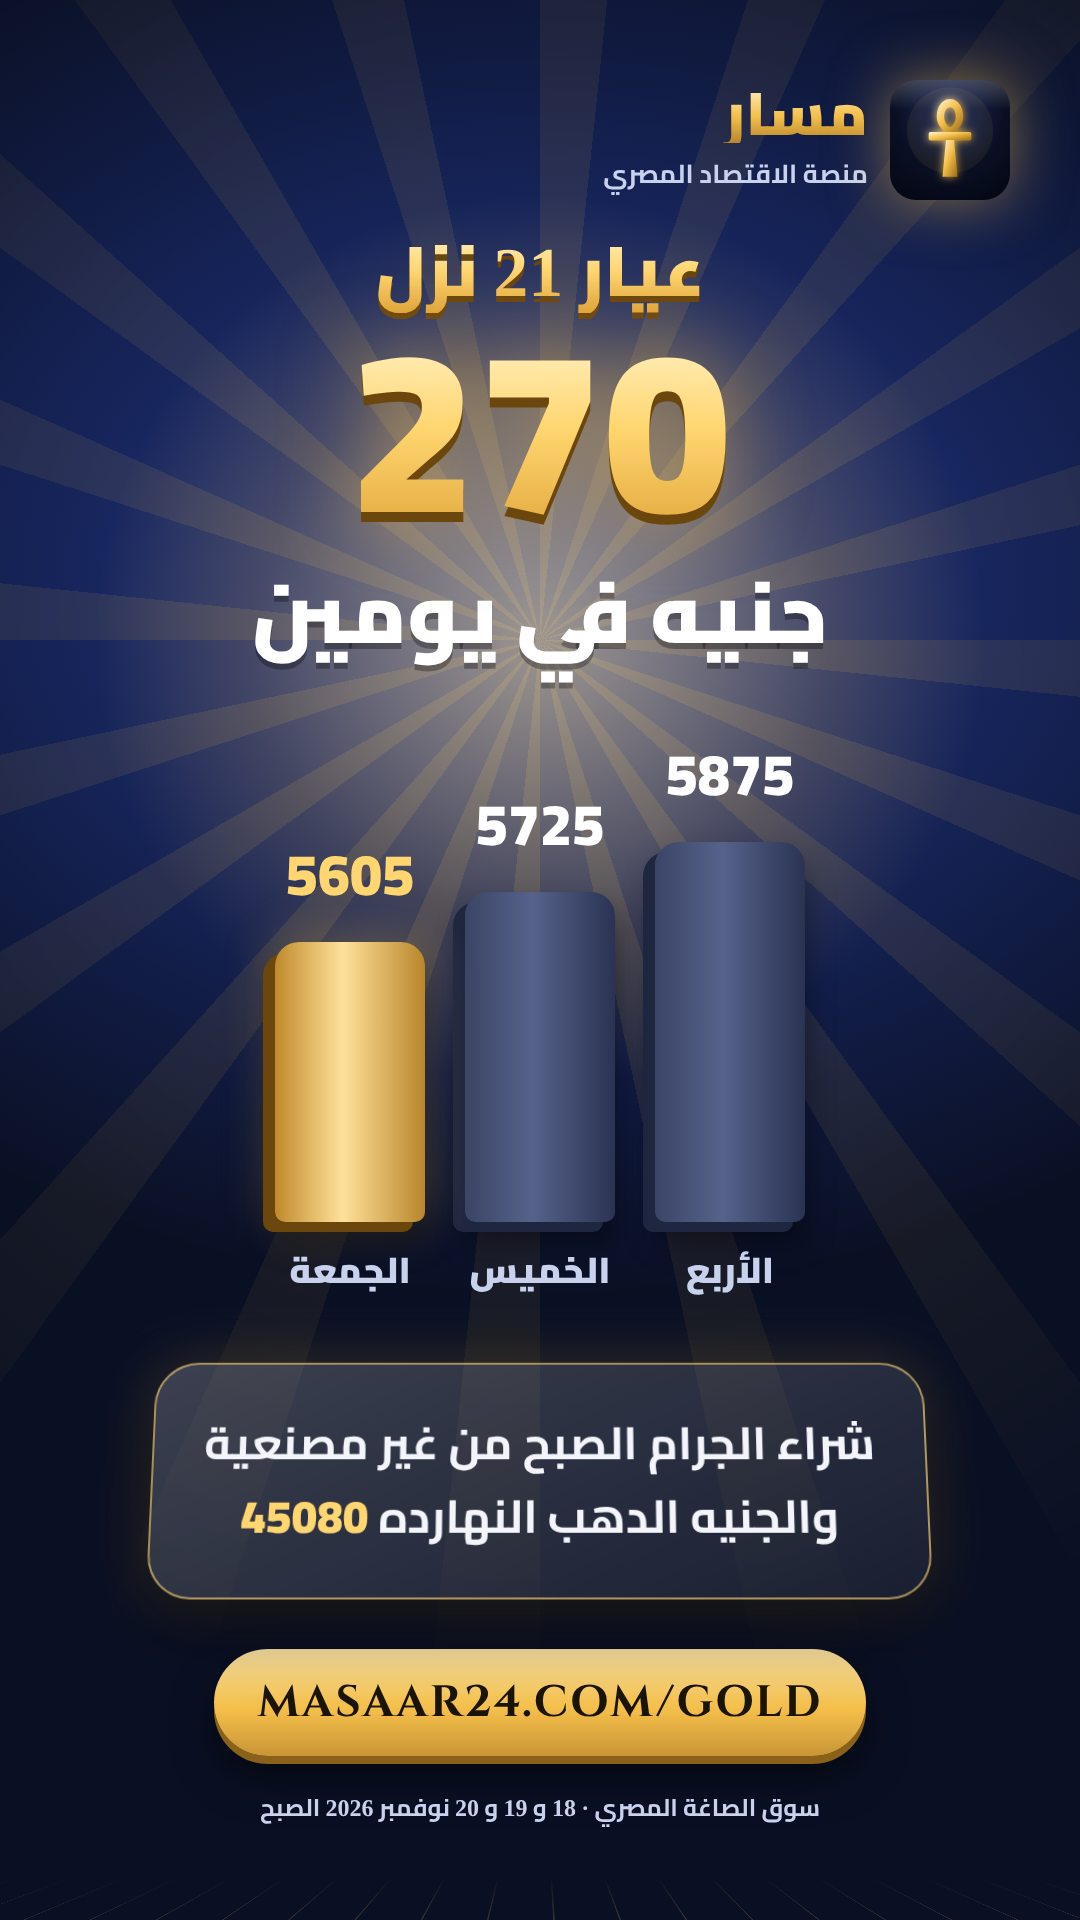 مسار
منصة الاقتصاد المصري
عيار 21 نزل
270
جنيه في يومين
5875
5725
5605
الأربع
الخميس
الجمعة
شراء الجرام الصبح من غير مصنعية
والجنيه الدهب النهارده 45080
MASAAR24.COM/GOLD
سوق الصاغة المصري · 18 و 19 و 20 نوفمبر 2026 الصبح